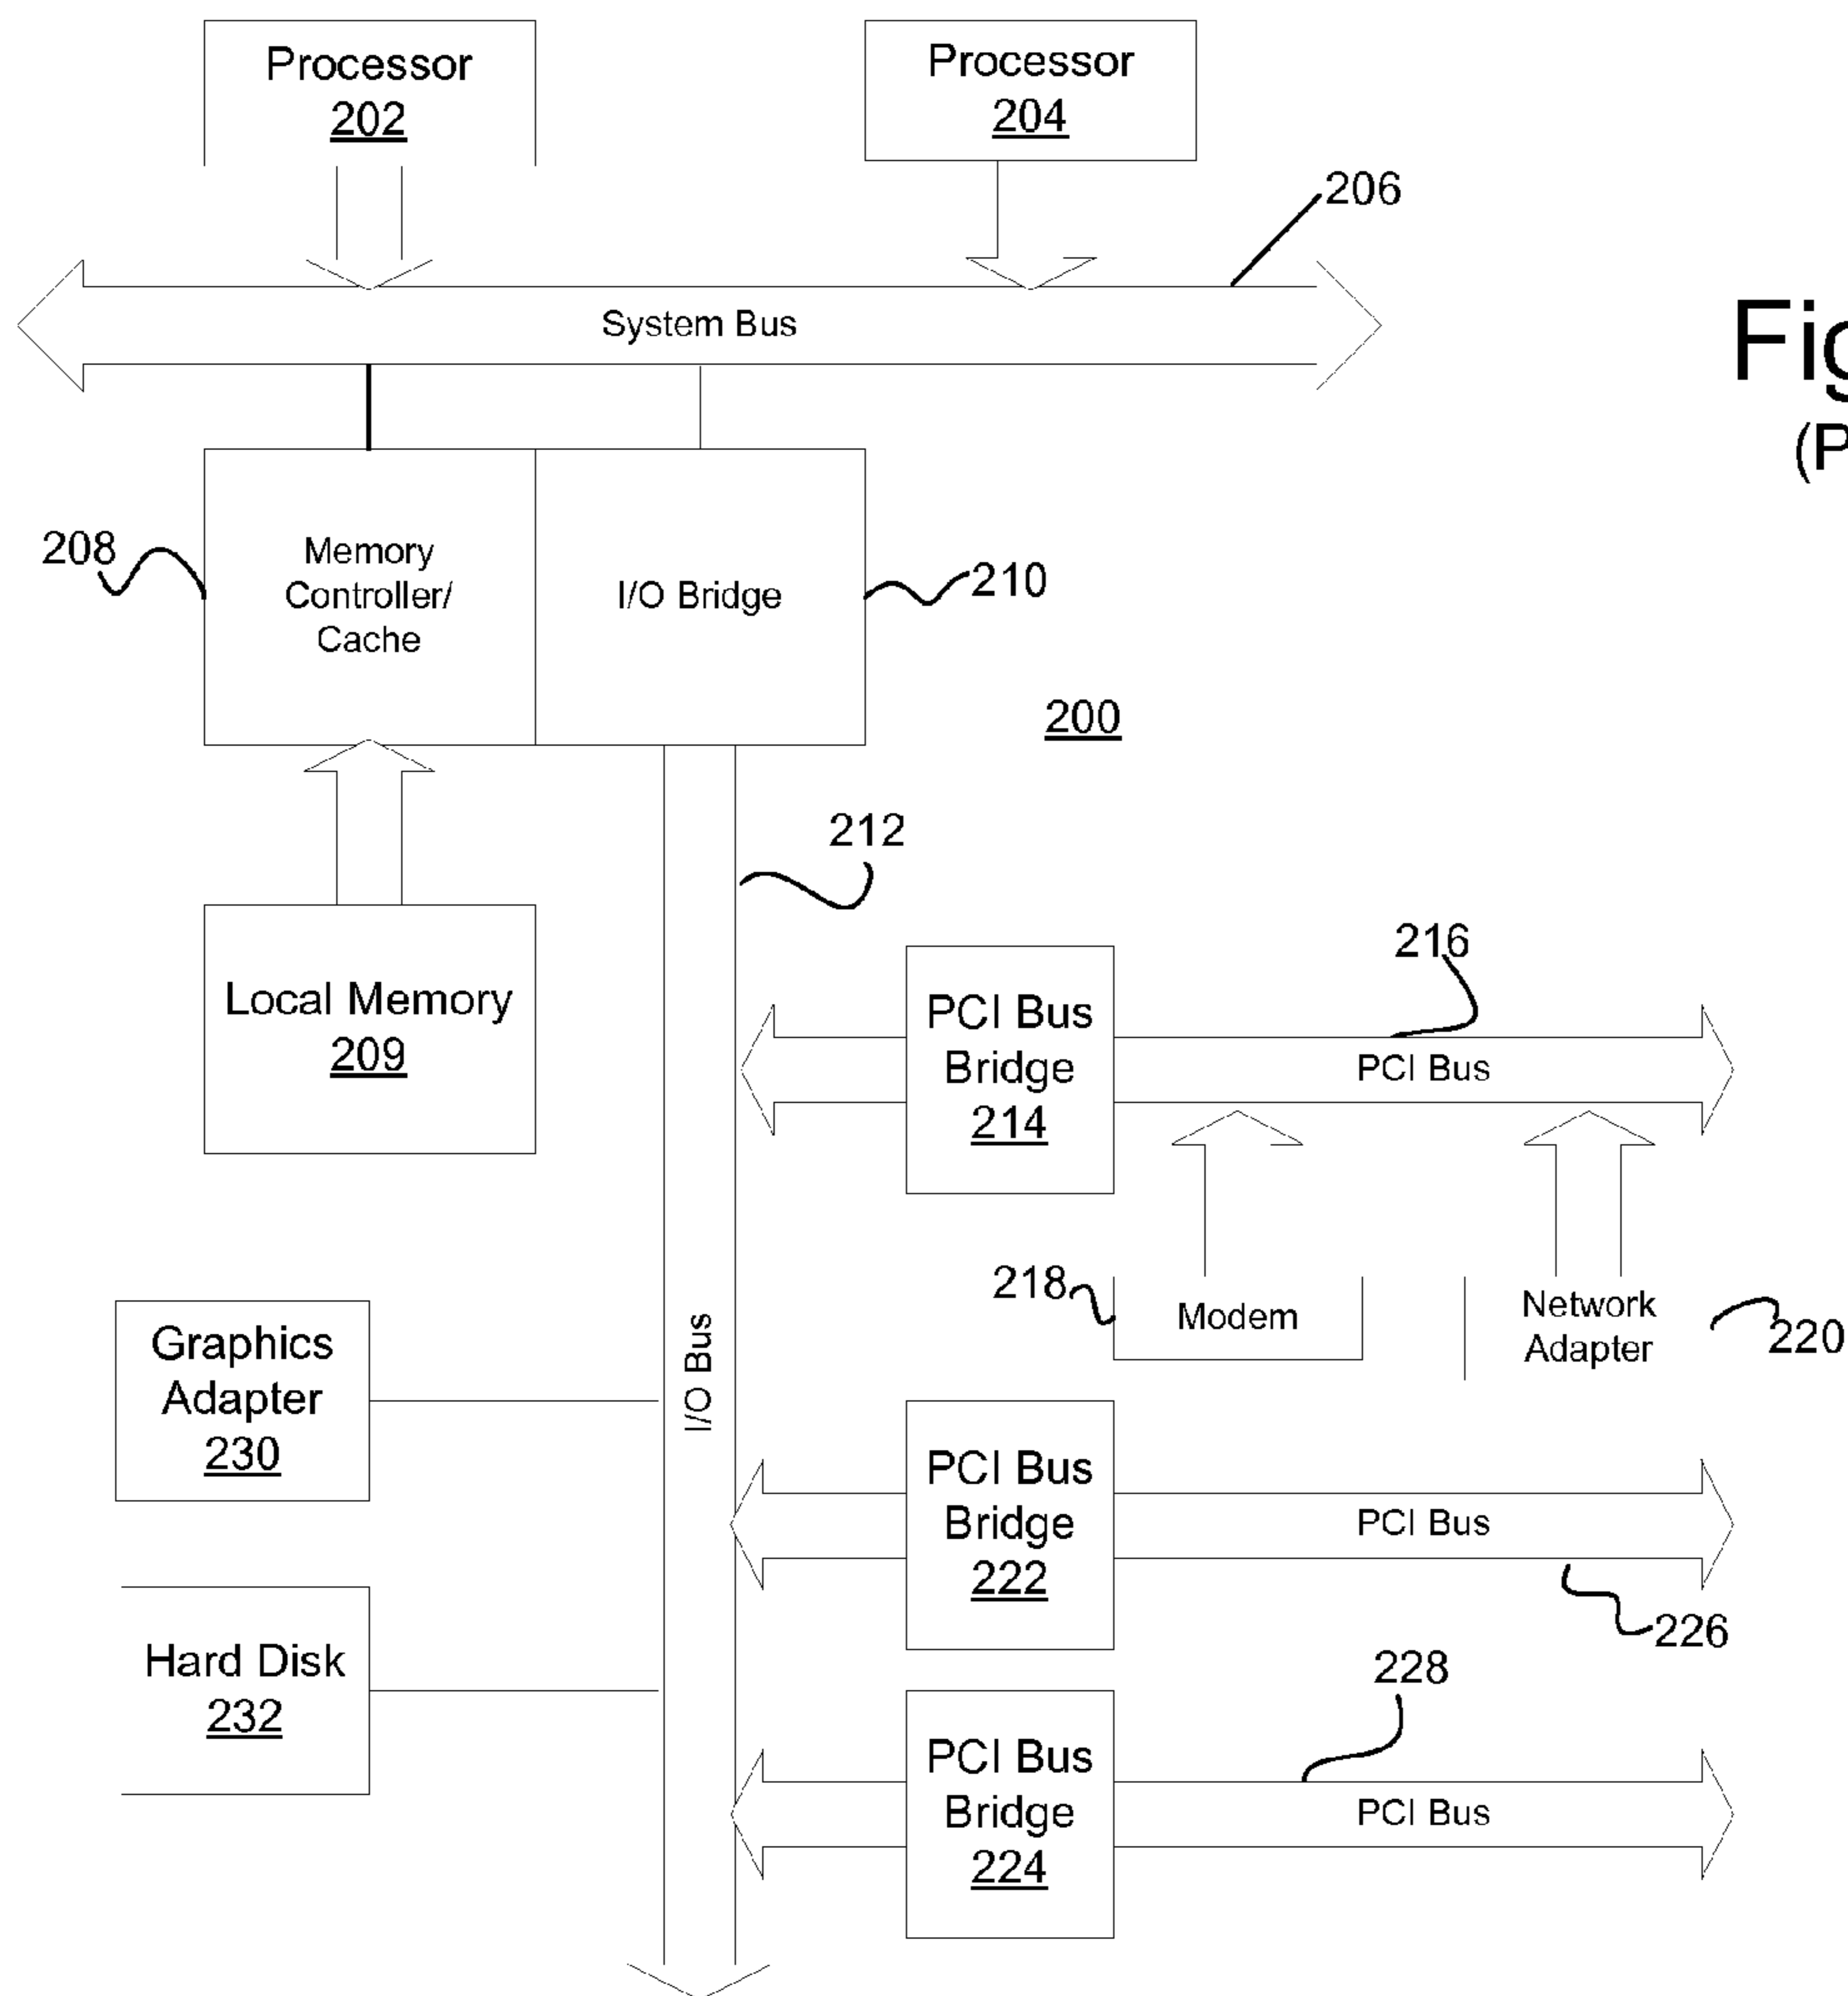 Processor
202
Processor
204
206
System Bus
Fig
(P
208
Memory
Controller/
Cache
I/O Bridge
210
200
212
Local Memory
209
216
PCI Bus
Bridge
214
PCI Bus
218
Modem
Network
Adapter
220
Graphics
Adapter
230
I/O Bus
PCI Bus
Bridge
222
PCI Bus
226
Hard Disk
232
228
PCI Bus
Bridge
224
PCI Bus